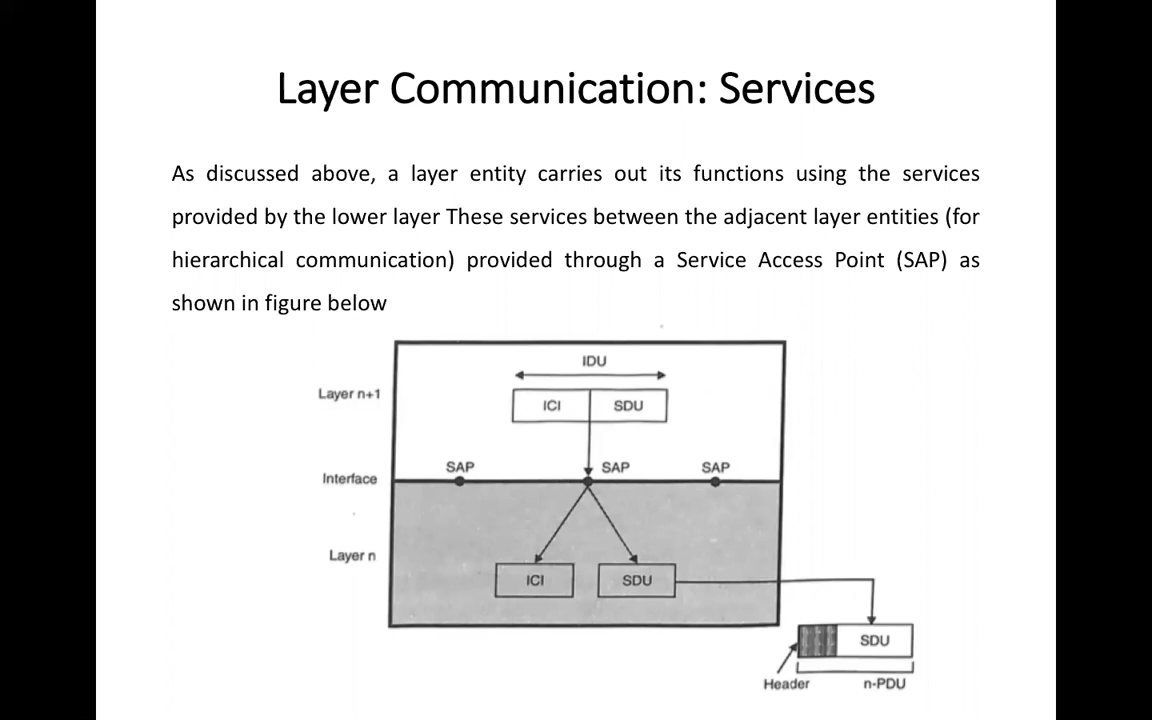 Layer Communication: Services
As discussed above, a layer entity carries out its functions using the services
provided by the lower layer These services between the adjacent layer entities (for
hierarchical communication) provided through a Service Access Point (SAP) as
shown in figure below
IDU
Layer n+1
ICI SDU
SAP SAP SAP
Interface
Layer n
ICI SDU
SDU
Header n-PDU